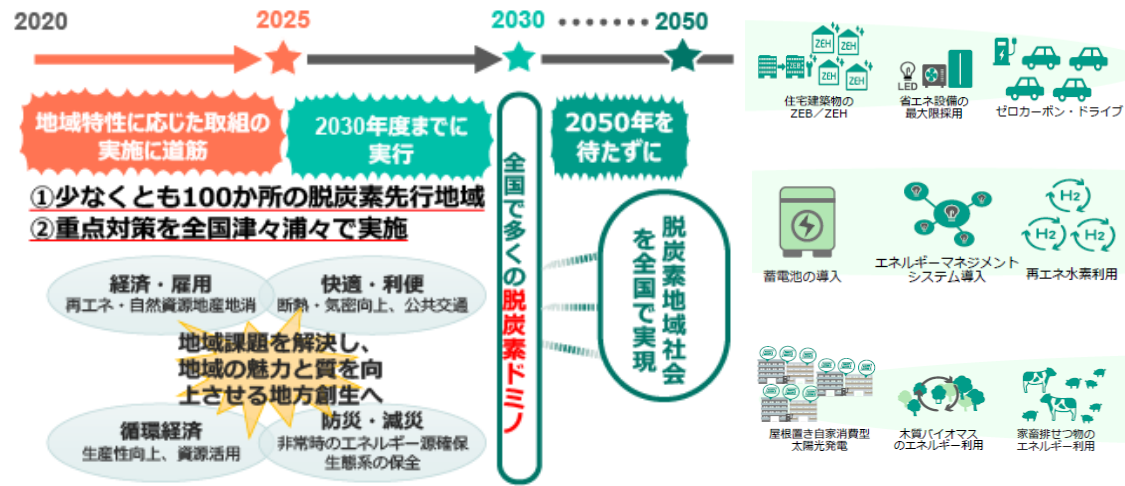 2020
2025
2030
2050
地域特性に応じた取組の
実施に道筋
2030年度までに
実行
2050年を
待たずに
①少なくとも100か所の脱炭素先行地域
②重点対策を全国津々浦々で実施
経済・雇用
再エネ・自然資源地産地消
快適・利便
断熱・気密向上、公共交通
地域課題を解決し、
地域の魅力と質を向
上させる地方創生へ
循環経済
生産性向上、資源活用
防災・減災
非常時のエネルギー源確保
生態系の保全
全国で多くの脱炭素ドミノ
脱炭素地域社会
を全国で実現
ZEH
ZEH
ZEH
ZEH
住宅建築物の
ZEB／ZEH
LED
省エネ設備の
最大限採用
ゼロカーボン・ドライブ
蓄電池の導入
エネルギーマネジメント
システム導入
H2
H2
H2
再エネ水素利用
屋根置き自家消費型
太陽光発電
木質バイオマス
のエネルギー利用
家畜排せつ物の
エネルギー利用